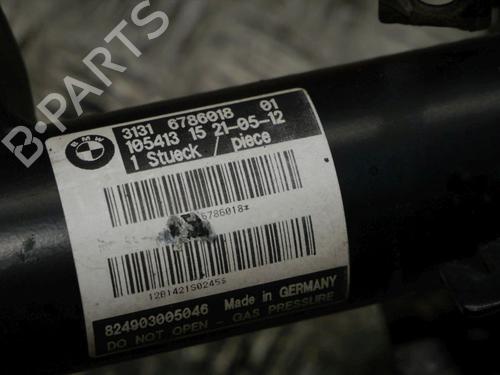 B-PARTS
BMW
3131 6786018 01
105413 15 21-05-12
1 Stueck / piece
6786018*
824903005046 Made in GERMANY
DO NOT OPEN - GAS PRESSURE